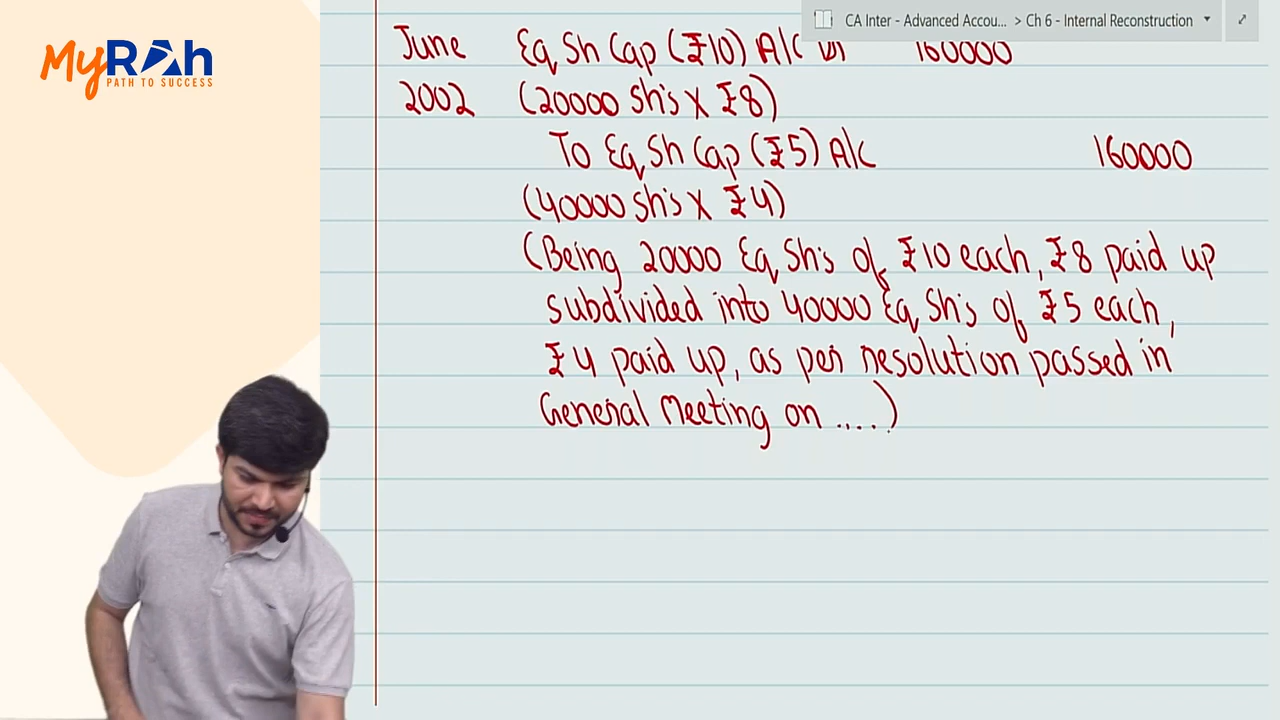 MyRAh
PATH TO SUCCESS
CA Inter - Advanced Accou... > Ch 6 - Internal Reconstruction
June Eq Sh Cap (₹10) A/c Dr 160000
2002 (20000 Sh's X ₹8)
To Eq Sh Cap (₹5) A/c 160000
(40000 Sh's X ₹4)
(Being 20000 Eq Sh's of ₹10 each, ₹8 paid up
subdivided into 40000 Eq Sh's of ₹5 each,
₹4 paid up, as per resolution passed in
General Meeting on ....)